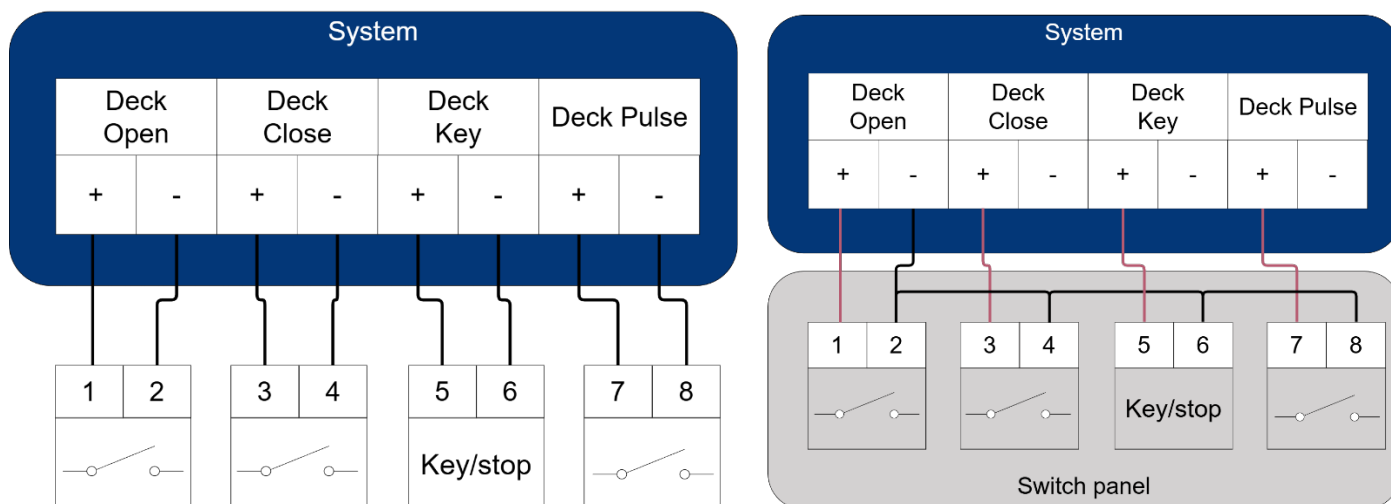 System
Deck Open
Deck Close
Deck Key
Deck Pulse
+ - + - + - + -
1 2 3 4 5 6 7 8
Key/stop
System
Deck Open
Deck Close
Deck Key
Deck Pulse
+ - + - + - + -
1 2 3 4 5 6 7 8
Key/stop
Switch panel